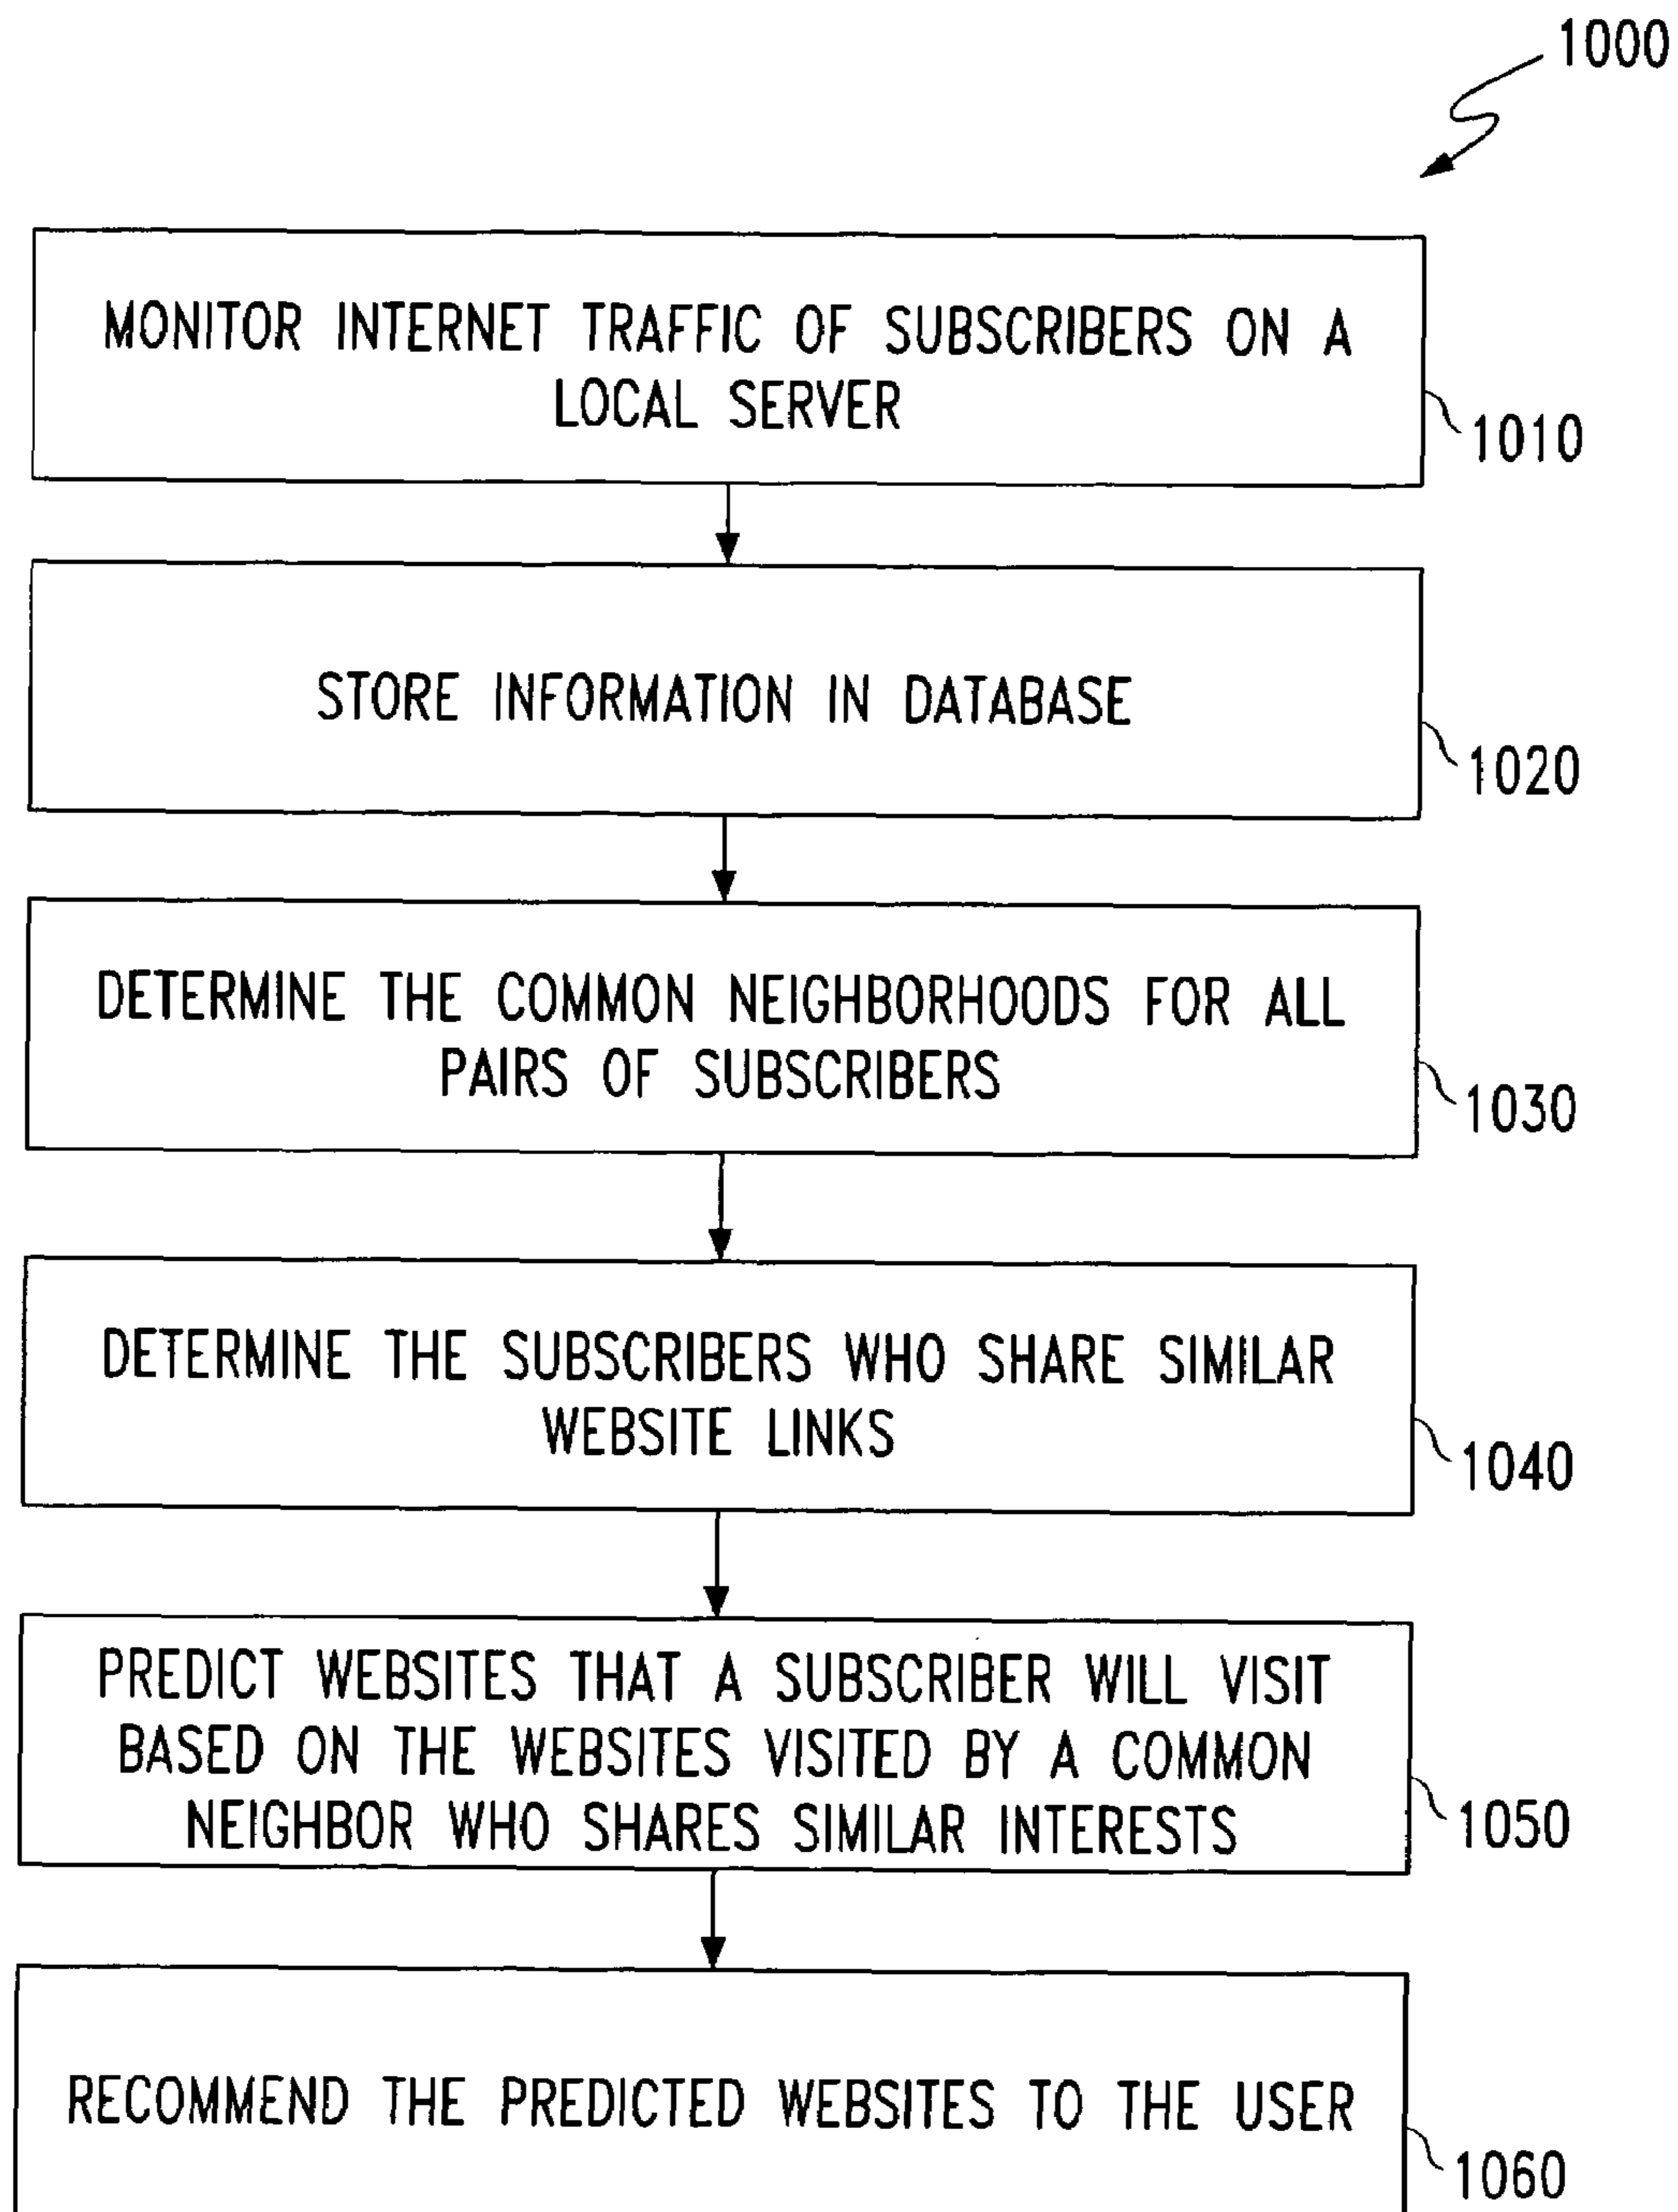 1000
MONITOR INTERNET TRAFFIC OF SUBSCRIBERS ON A
LOCAL SERVER
1010
STORE INFORMATION IN DATABASE
1020
DETERMINE THE COMMON NEIGHBORHOODS FOR ALL
PAIRS OF SUBSCRIBERS
1030
DETERMINE THE SUBSCRIBERS WHO SHARE SIMILAR
WEBSITE LINKS
1040
PREDICT WEBSITES THAT A SUBSCRIBER WILL VISIT
BASED ON THE WEBSITES VISITED BY A COMMON
NEIGHBOR WHO SHARES SIMILAR INTERESTS
1050
RECOMMEND THE PREDICTED WEBSITES TO THE USER
1060